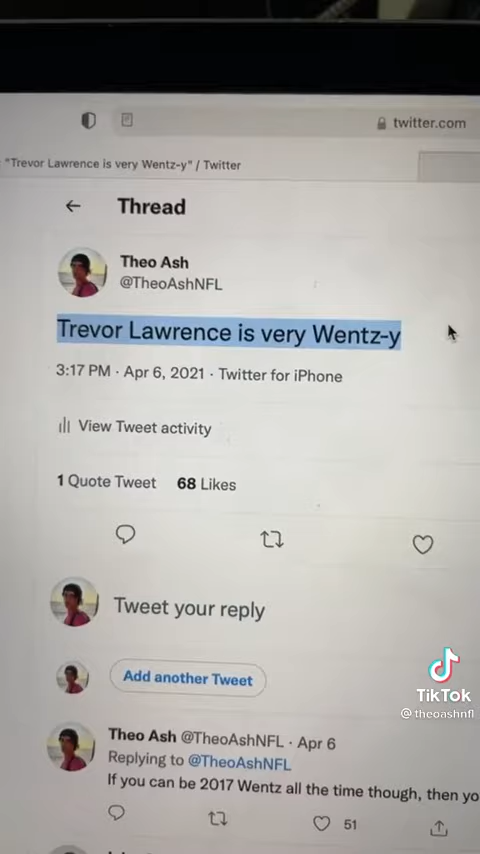 twitter.com
"Trevor Lawrence is very Wentz-y" / Twitter
Thread
Theo Ash
@TheoAshNFL
Trevor Lawrence is very Wentz-y
3:17 PM · Apr 6, 2021 · Twitter for iPhone
View Tweet activity
1 Quote Tweet 68 Likes
Tweet your reply
Add another Tweet
TikTok
@theoashnfl
Theo Ash @TheoAshNFL · Apr 6
Replying to @TheoAshNFL
If you can be 2017 Wentz all the time though, then yo
51